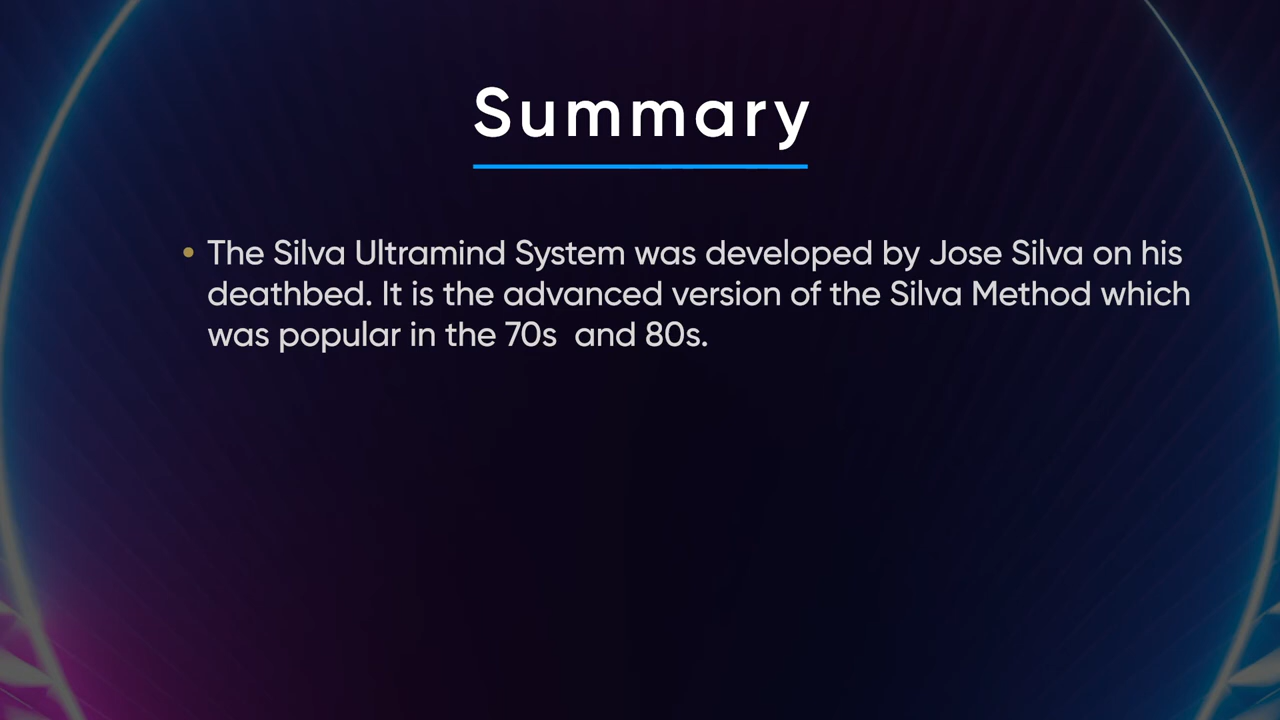 Summary
• The Silva Ultramind System was developed by Jose Silva on his
deathbed. It is the advanced version of the Silva Method which
was popular in the 70s  and 80s.